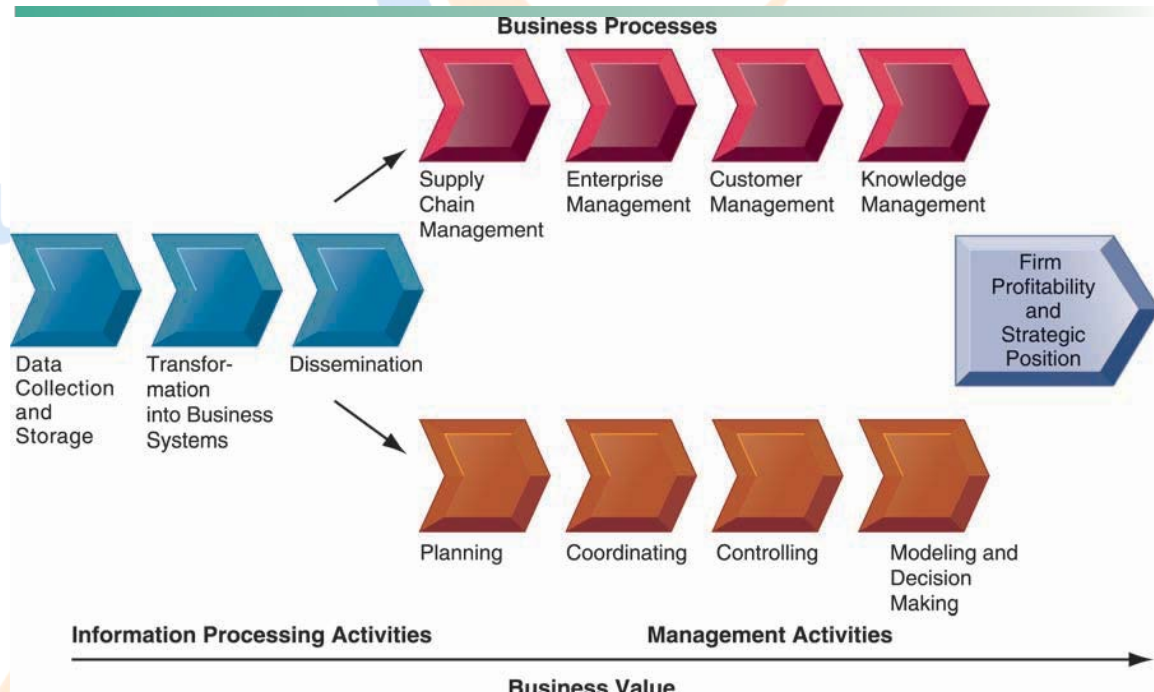 Business Processes
Supply
Chain
Management
Enterprise
Management
Customer
Management
Knowledge
Management
Data
Collection
and
Storage
Transfor-
mation
into Business
Systems
Dissemination
Firm
Profitability
and
Strategic
Position
Planning
Coordinating
Controlling
Modeling and
Decision
Making
Information Processing Activities
Management Activities
Business Value